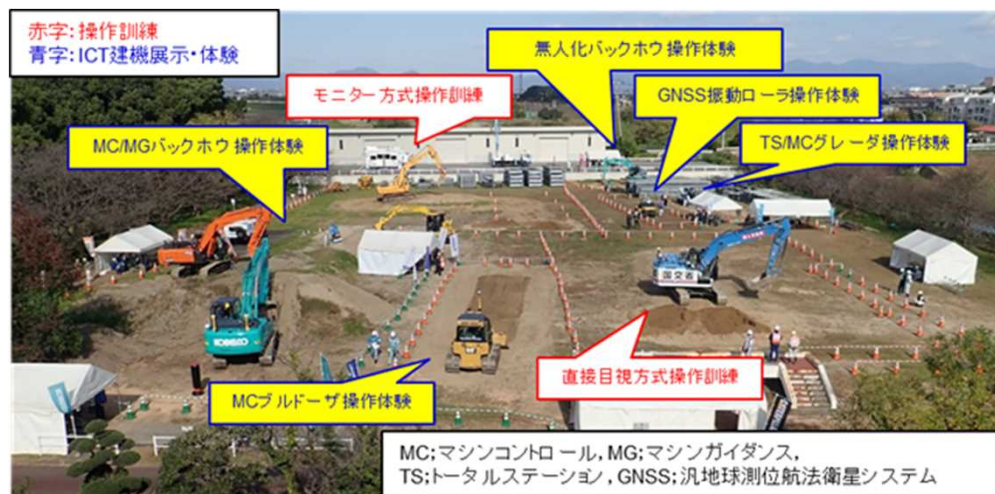 赤字：操作訓練
青字：ICT建機展示・体験
無人化バックホウ操作体験
モニター方式操作訓練
GNSS振動ローラ操作体験
MC/MGバックホウ操作体験
TS/MCグレーダ操作体験
国交省
KOBELCO
CAT
直接目視方式操作訓練
MCブルドーザ操作体験
MC；マシンコントロール，MG；マシンガイダンス，
TS；トータルステーション，GNSS；汎地球測位航法衛星システム